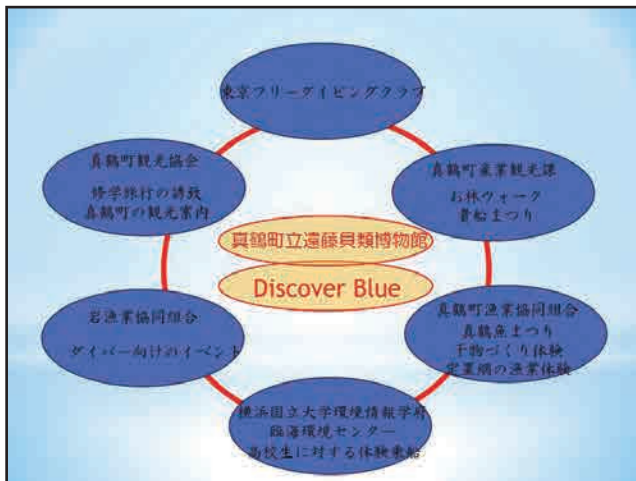 東京フリーダイビングクラブ
真鶴町観光協会
修学旅行の誘致
真鶴町の観光案内
真鶴町産業観光課
お林ウォーク
貴船まつり
真鶴町立遠藤貝類博物館
Discover Blue
岩漁業協同組合
ダイバー向けのイベント
真鶴町漁業協同組合
真鶴魚まつり
干物づくり体験
定置網の漁業体験
横浜国立大学環境情報学府
臨海環境センター
高校生に対する体験乗船